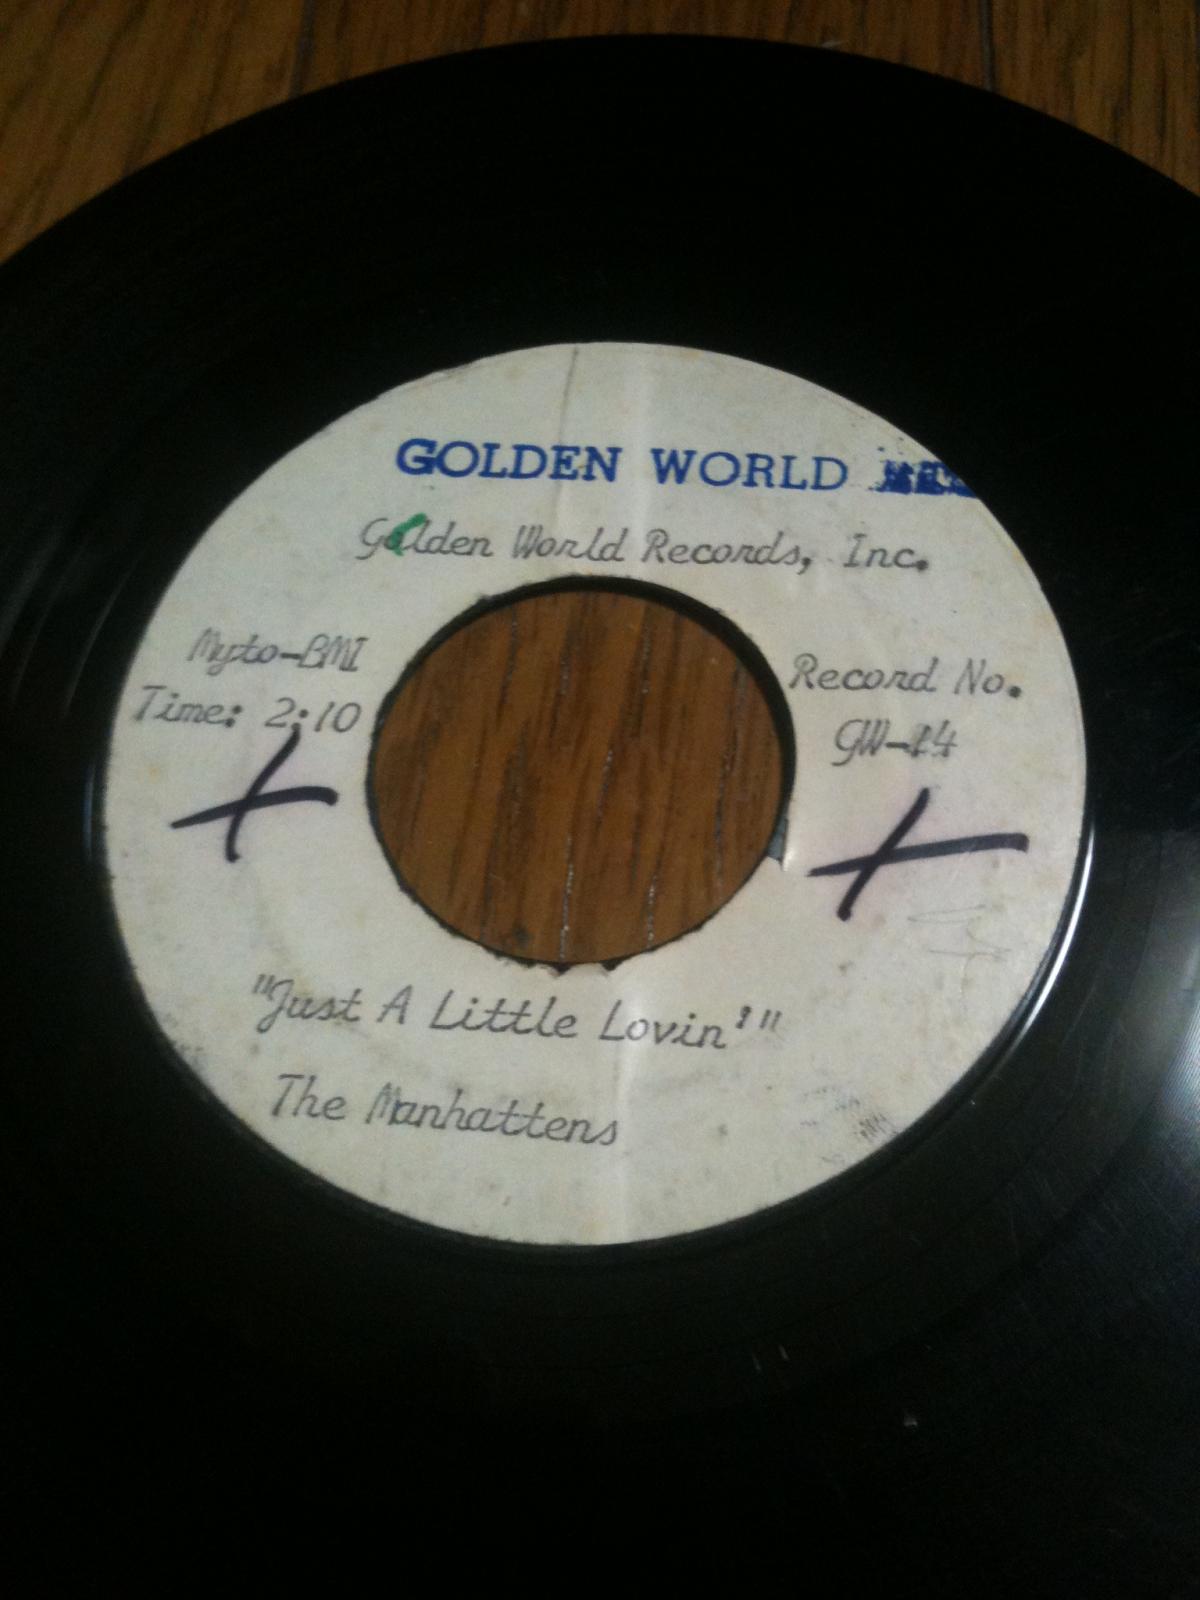 GOLDEN WORLD
Golden World Records, Inc.
Myto-BMI
Time: 2:10
Record No.
GW-14
"Just A Little Lovin'"
The Manhattens